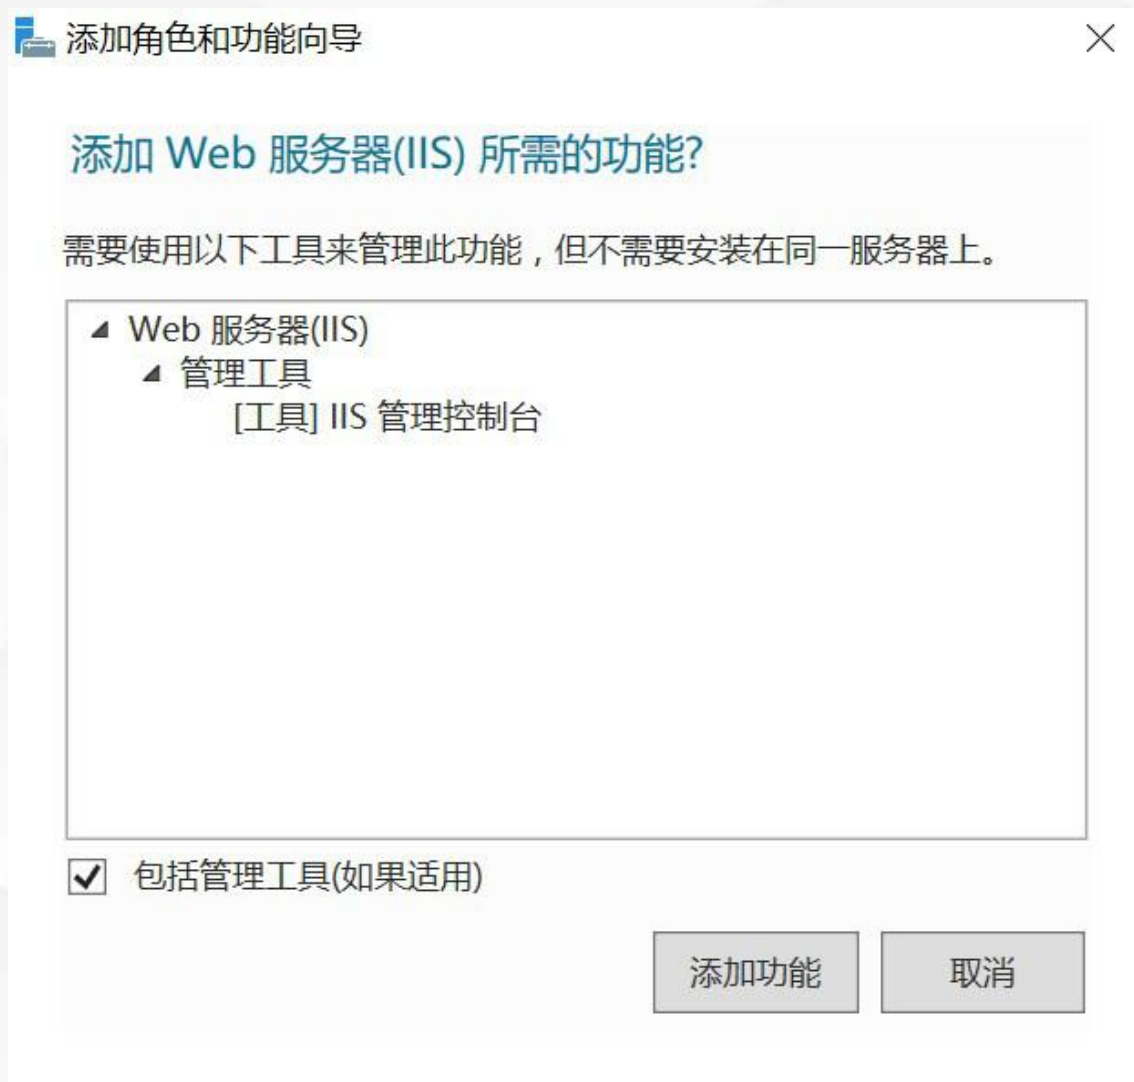 添加角色和功能向导
添加 Web 服务器(IIS) 所需的功能?
需要使用以下工具来管理此功能，但不需要安装在同一服务器上。
Web 服务器(IIS)
管理工具
[工具] IIS 管理控制台
包括管理工具(如果适用)
添加功能 取消